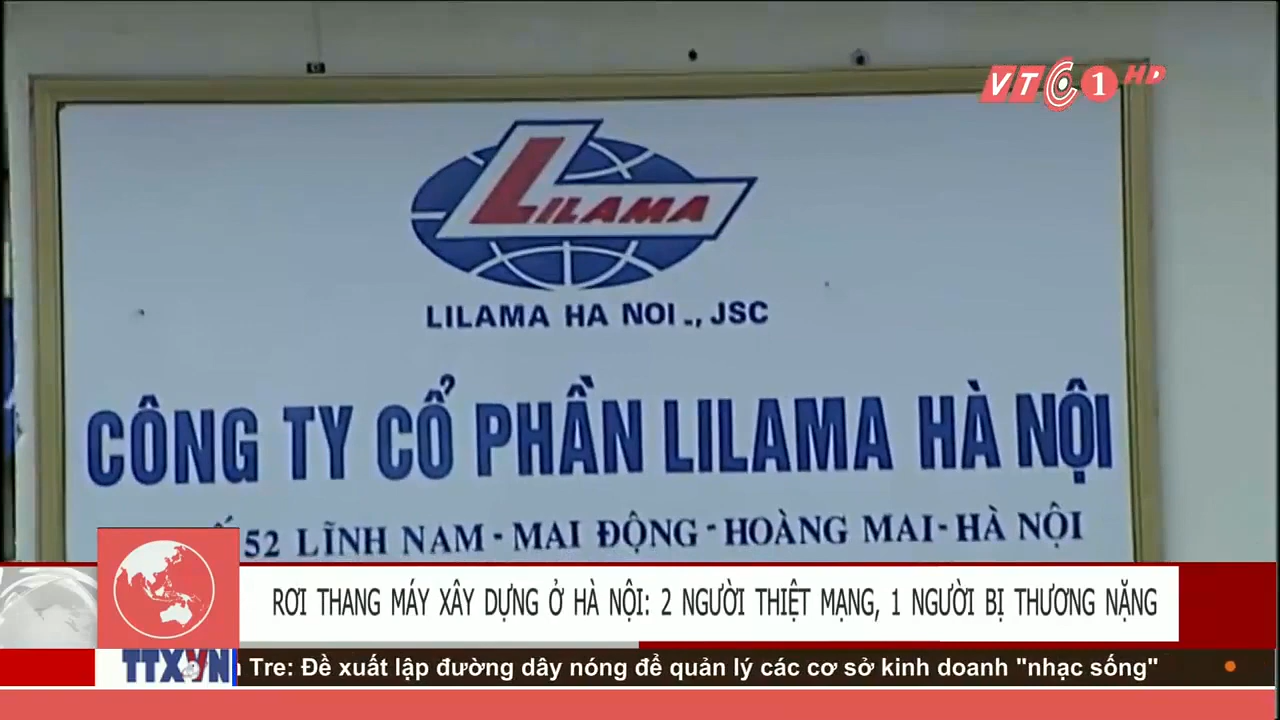 VTC 1 HD
LILAMA
LILAMA HA NOI ., JSC
CÔNG TY CỔ PHẦN LILAMA HÀ NỘI
52 LĨNH NAM - MAI ĐỘNG - HOÀNG MAI - HÀ NỘI
RƠI THANG MÁY XÂY DỰNG Ở HÀ NỘI: 2 NGƯỜI THIỆT MẠNG, 1 NGƯỜI BỊ THƯƠNG NẶNG
TTXVN Tre: Đề xuất lập đường dây nóng để quản lý các cơ sở kinh doanh "nhạc sống"